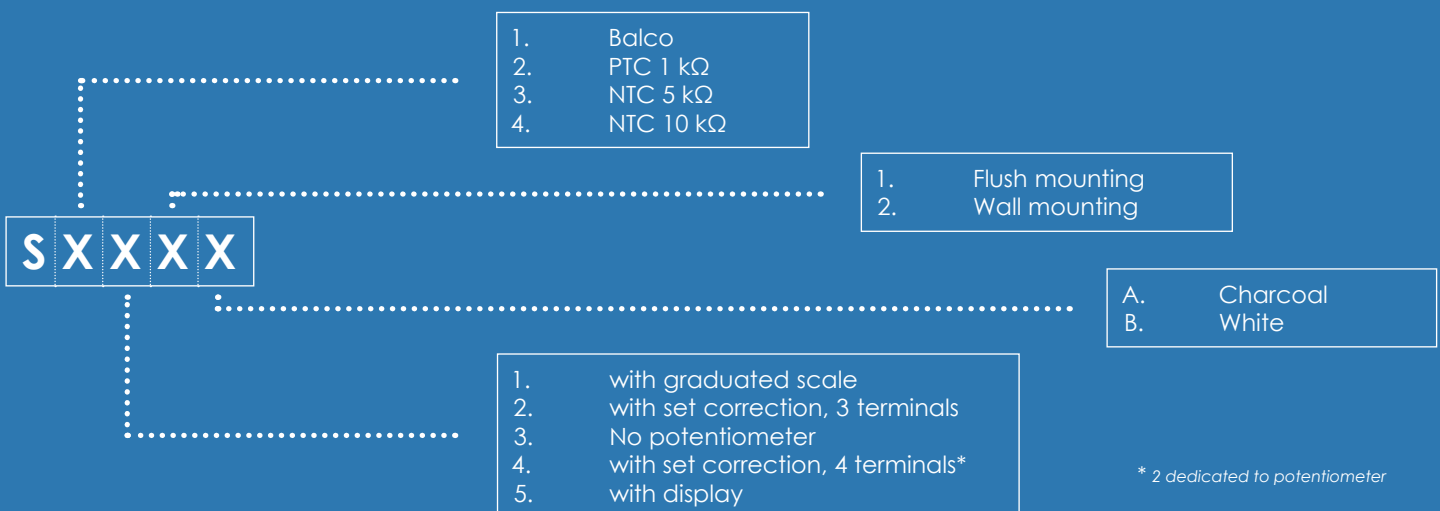 1. Balco
2. PTC 1 kΩ
3. NTC 5 kΩ
4. NTC 10 kΩ
1. Flush mounting
2. Wall mounting
S X X X X
A. Charcoal
B. White
1. with graduated scale
2. with set correction, 3 terminals
3. No potentiometer
4. with set correction, 4 terminals*
5. with display
* 2 dedicated to potentiometer